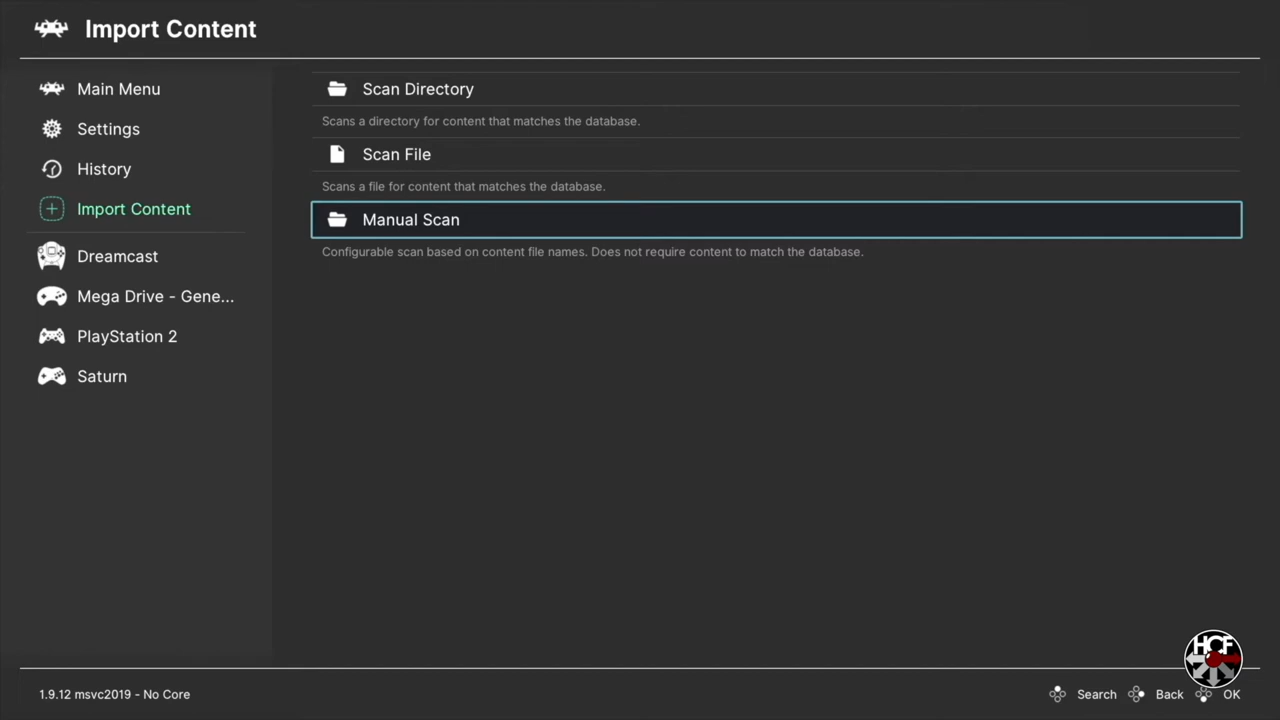 Import Content
Main Menu
Settings
History
Import Content
Dreamcast
Mega Drive - Gene...
PlayStation 2
Saturn
Scan Directory
Scans a directory for content that matches the database.
Scan File
Scans a file for content that matches the database.
Manual Scan
Configurable scan based on content file names. Does not require content to match the database.
HCF
1.9.12 msvc2019 - No Core
Search Back OK